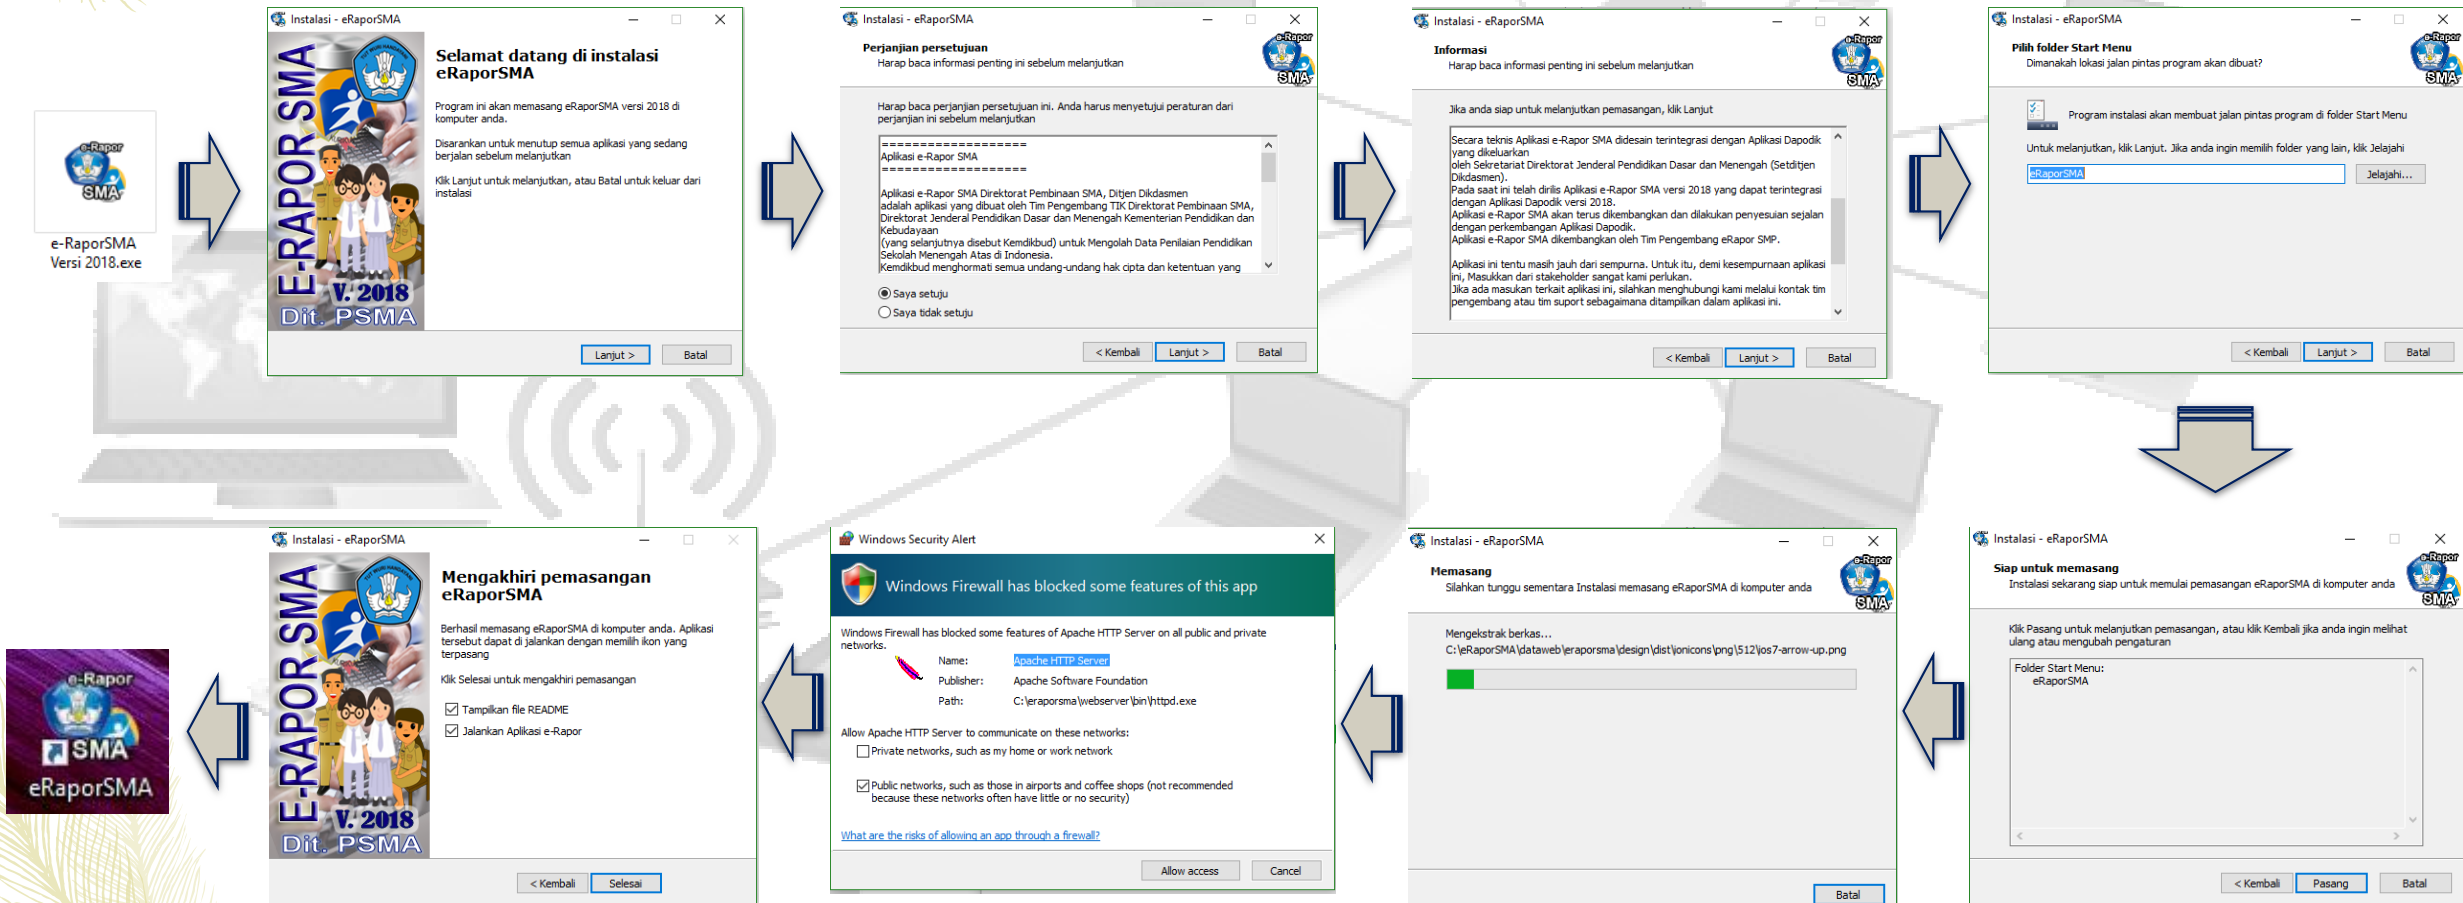 e-Rapor
SMA
e-RaporSMA
Versi 2018.exe
Instalasi - eRaporSMA
E-RAPOR SMA
TUT WURI HANDAYANI
V. 2018
Dit. PSMA
Selamat datang di instalasi
eRaporSMA
Program ini akan memasang eRaporSMA versi 2018 di
komputer anda.
Disarankan untuk menutup semua aplikasi yang sedang
berjalan sebelum melanjutkan
Klik Lanjut untuk melanjutkan, atau Batal untuk keluar dari
instalasi
Lanjut >
Batal
Instalasi - eRaporSMA
Perjanjian persetujuan
Harap baca informasi penting ini sebelum melanjutkan
e-Rapor
SMA
Harap baca perjanjian persetujuan ini. Anda harus menyetujui peraturan dari
perjanjian ini sebelum melanjutkan
===================
Aplikasi e-Rapor SMA
===================
Aplikasi e-Rapor SMA Direktorat Pembinaan SMA, Ditjen Dikdasmen
adalah aplikasi yang dibuat oleh Tim Pengembang TIK Direktorat Pembinaan SMA,
Direktorat Jenderal Pendidikan Dasar dan Menengah Kementerian Pendidikan dan
Kebudayaan
(yang selanjutnya disebut Kemdikbud) untuk Mengolah Data Penilaian Pendidikan
Sekolah Menengah Atas di Indonesia.
Kemdikbud menghormati semua undang-undang hak cipta dan ketentuan yang
Saya setuju
Saya tidak setuju
< Kembali
Lanjut >
Batal
Instalasi - eRaporSMA
Informasi
Harap baca informasi penting ini sebelum melanjutkan
e-Rapor
SMA
Jika anda siap untuk melanjutkan pemasangan, klik Lanjut
Secara teknis Aplikasi e-Rapor SMA didesain terintegrasi dengan Aplikasi Dapodik
yang dikeluarkan
oleh Sekretariat Direktorat Jenderal Pendidikan Dasar dan Menengah (Setditjen
Dikdasmen).
Pada saat ini telah dirilis Aplikasi e-Rapor SMA versi 2018 yang dapat terintegrasi
dengan Aplikasi Dapodik versi 2018.
Aplikasi e-Rapor SMA akan terus dikembangkan dan dilakukan penyesuian sejalan
dengan perkembangan Aplikasi Dapodik.
Aplikasi e-Rapor SMA dikembangkan oleh Tim Pengembang eRapor SMP.
Aplikasi ini tentu masih jauh dari sempurna. Untuk itu, demi kesempurnaan aplikasi
ini, Masukkan dari stakeholder sangat kami perlukan.
Jika ada masukan terkait aplikasi ini, silahkan menghubungi kami melalui kontak tim
pengembang atau tim suport sebagaimana ditampilkan dalam aplikasi ini.
< Kembali
Lanjut >
Batal
Instalasi - eRaporSMA
Pilih folder Start Menu
Dimanakah lokasi jalan pintas program akan dibuat?
e-Rapor
SMA
Program instalasi akan membuat jalan pintas program di folder Start Menu
Untuk melanjutkan, klik Lanjut. Jika anda ingin memilih folder yang lain, klik Jelajahi
eRaporSMA
Jelajahi...
< Kembali
Lanjut >
Batal
Instalasi - eRaporSMA
Siap untuk memasang
Instalasi sekarang siap untuk memulai pemasangan eRaporSMA di komputer anda
e-Rapor
SMA
Klik Pasang untuk melanjutkan pemasangan, atau klik Kembali jika anda ingin melihat
ulang atau mengubah pengaturan
Folder Start Menu:
eRaporSMA
< Kembali
Pasang
Batal
Instalasi - eRaporSMA
Memasang
Silahkan tunggu sementara Instalasi memasang eRaporSMA di komputer anda
e-Rapor
SMA
Mengekstrak berkas...
C:\eRaporSMA\dataweb\eraporsma\design\dist\ionicons\png\512\ios7-arrow-up.png
Batal
Windows Security Alert
Windows Firewall has blocked some features of this app
Windows Firewall has blocked some features of Apache HTTP Server on all public and private
networks.
Name: Apache HTTP Server
Publisher: Apache Software Foundation
Path: C:\eraporsma\webserver\bin\httpd.exe
Allow Apache HTTP Server to communicate on these networks:
Private networks, such as my home or work network
Public networks, such as those in airports and coffee shops (not recommended
because these networks often have little or no security)
What are the risks of allowing an app through a firewall?
Allow access
Cancel
Instalasi - eRaporSMA
E-RAPOR SMA
TUT WURI HANDAYANI
V. 2018
Dit. PSMA
Mengakhiri pemasangan
eRaporSMA
Berhasil memasang eRaporSMA di komputer anda. Aplikasi
tersebut dapat di jalankan dengan memilih ikon yang
terpasang
Klik Selesai untuk mengakhiri pemasangan
Tampilkan file README
Jalankan Aplikasi e-Rapor
< Kembali
Selesai
e-Rapor
SMA
eRaporSMA